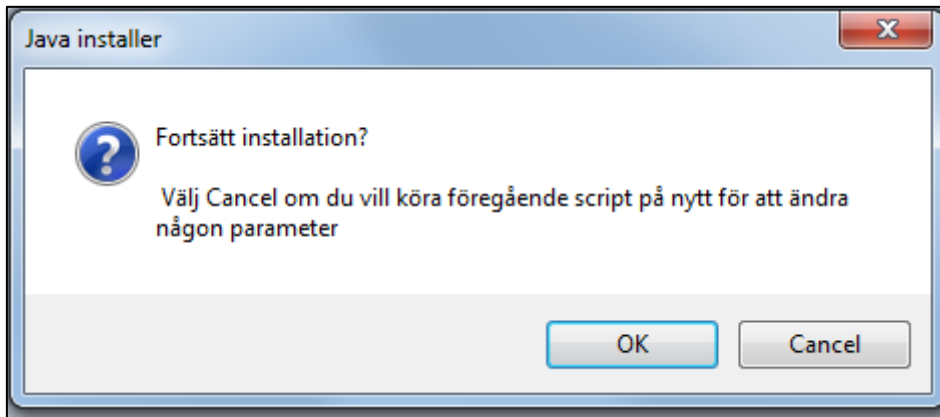 Java installer
Fortsätt installation?
Välj Cancel om du vill köra föregående script på nytt för att ändra
någon parameter
OK
Cancel